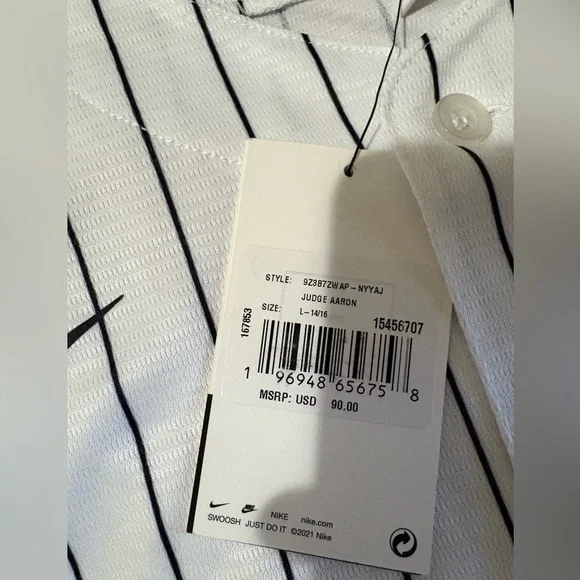 STYLE: 9Z3B7ZWAP-NYYAJ
JUDGE AARON
SIZE: L-14/16
15456707
167853
1 96948 65675 8
MSRP: USD 90.00
NIKE nike.com
SWOOSH JUST DO IT ©2021 Nike